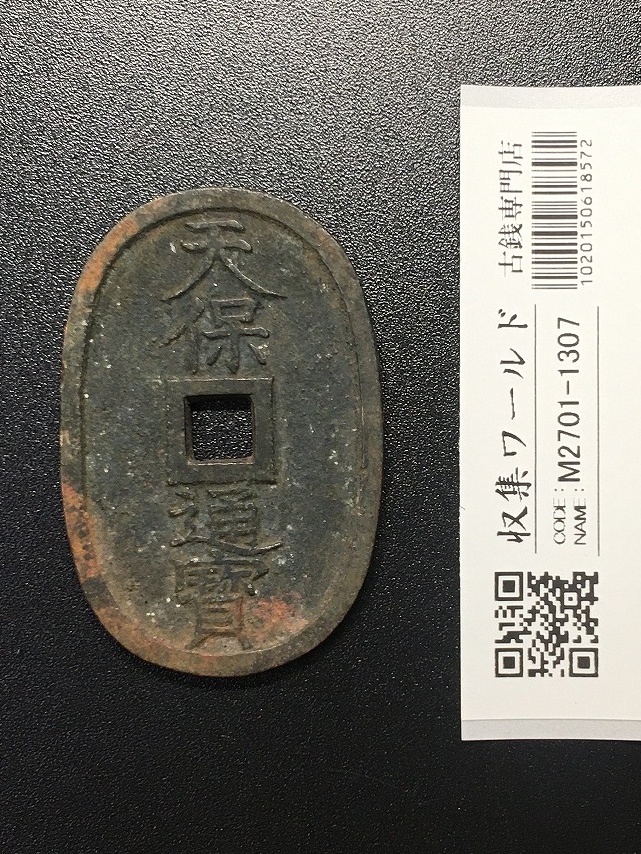 天保
通寳
収集ワールド 古銭専門店
CODE: M2701-1307
NAME:
1020150618572